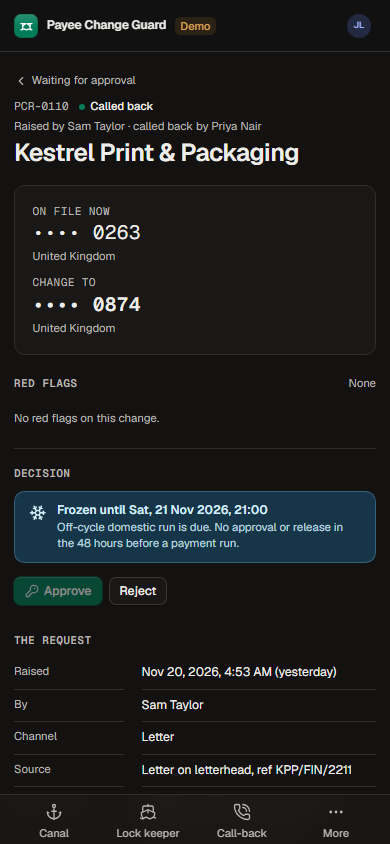 Payee Change Guard Demo JL
Waiting for approval
PCR-0110 Called back
Raised by Sam Taylor · called back by Priya Nair
Kestrel Print & Packaging
ON FILE NOW
•••• 0263
United Kingdom
CHANGE TO
•••• 0874
United Kingdom
RED FLAGS None
No red flags on this change.
DECISION
Frozen until Sat, 21 Nov 2026, 21:00
Off-cycle domestic run is due. No approval or release in
the 48 hours before a payment run.
Approve Reject
THE REQUEST
Raised Nov 20, 2026, 4:53 AM (yesterday)
By Sam Taylor
Channel Letter
Source Letter on letterhead, ref KPP/FIN/2211
Canal Lock keeper Call-back More